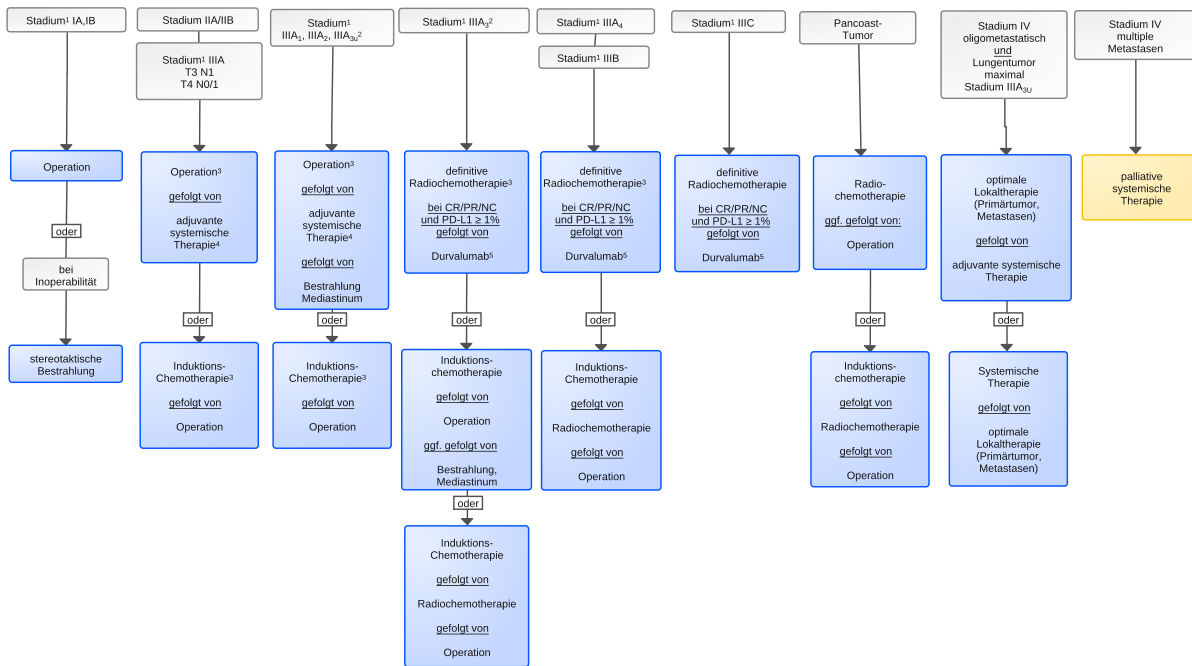 Stadium¹ IA,IB
Operation
oder
bei
Inoperabilität
stereotaktische
Bestrahlung
Stadium IIA/IIB
Stadium¹ IIIA
T3 N1
T4 N0/1
Operation³
gefolgt von
adjuvante
systemische
Therapie⁴
oder
Induktions-
Chemotherapie³
gefolgt von
Operation
Stadium¹
IIIA₁, IIIA₂, IIIA₃ᵤ²
Operation³
gefolgt von
adjuvante
systemische
Therapie⁴
gefolgt von
Bestrahlung
Mediastinum
oder
Induktions-
Chemotherapie³
gefolgt von
Operation
Stadium¹ IIIA₃²
definitive
Radiochemotherapie³
bei CR/PR/NC
und PD-L1 ≥ 1%
gefolgt von
Durvalumab⁵
oder
Induktions-
chemotherapie
gefolgt von
Operation
ggf. gefolgt von
Bestrahlung,
Mediastinum
oder
Induktions-
Chemotherapie
gefolgt von
Radiochemotherapie
gefolgt von
Operation
Stadium¹ IIIA₄
Stadium¹ IIIB
definitive
Radiochemotherapie³
bei CR/PR/NC
und PD-L1 ≥ 1%
gefolgt von
Durvalumab⁵
oder
Induktions-
Chemotherapie
gefolgt von
Radiochemotherapie
gefolgt von
Operation
Stadium¹ IIIC
definitive
Radiochemotherapie
bei CR/PR/NC
und PD-L1 ≥ 1%
gefolgt von
Durvalumab⁵
Pancoast-
Tumor
Radio-
chemotherapie
ggf. gefolgt von:
Operation
oder
Induktions-
chemotherapie
gefolgt von
Radiochemotherapie
gefolgt von
Operation
Stadium IV
oligometastatisch
und
Lungentumor
maximal
Stadium IIIA₃U
optimale
Lokaltherapie
(Primärtumor,
Metastasen)
gefolgt von
adjuvante systemische
Therapie
oder
Systemische
Therapie
gefolgt von
optimale
Lokaltherapie
(Primärtumor,
Metastasen)
Stadium IV
multiple
Metastasen
palliative
systemische
Therapie